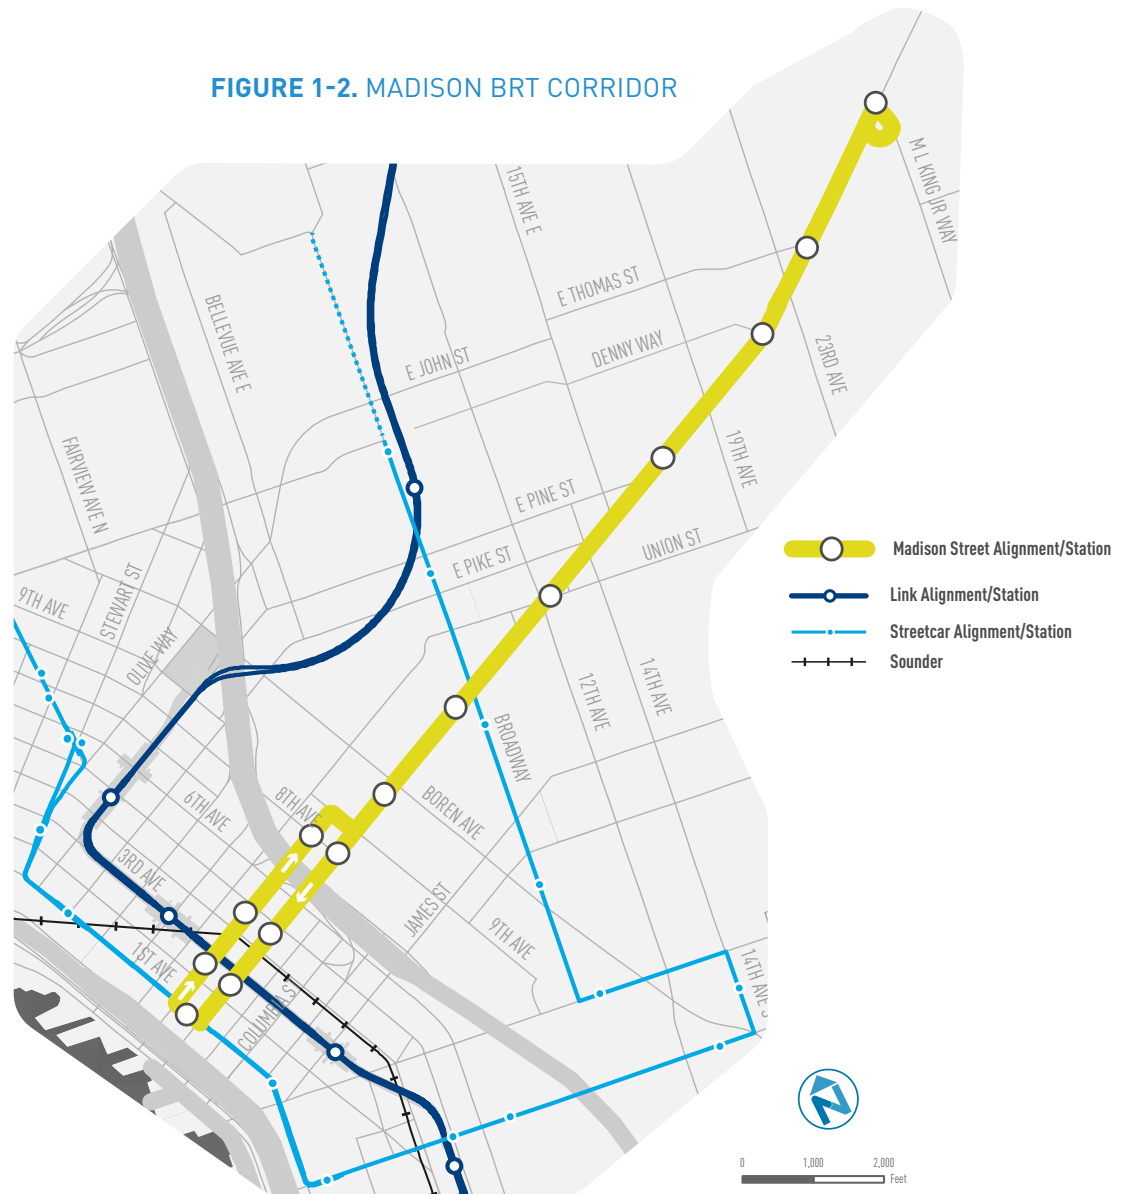 FIGURE 1-2. MADISON BRT CORRIDOR
M L KING JR WAY
15TH AVE E
E THOMAS ST
BELLEVUE AVE E
DENNY WAY
E JOHN ST
23RD AVE
FAIRVIEW AVE N
19TH AVE
E PINE ST
UNION ST
E PIKE ST
Madison Street Alignment/Station
Link Alignment/Station
Streetcar Alignment/Station
Sounder
9TH AVE
STEWART ST
OLIVE WAY
14TH AVE
12TH AVE
BROADWAY
6TH AVE
8TH AVE
BOREN AVE
3RD AVE
JAMES ST
9TH AVE
1ST AVE
COLUMBIA S
14TH AVE S
0 1,000 2,000
Feet